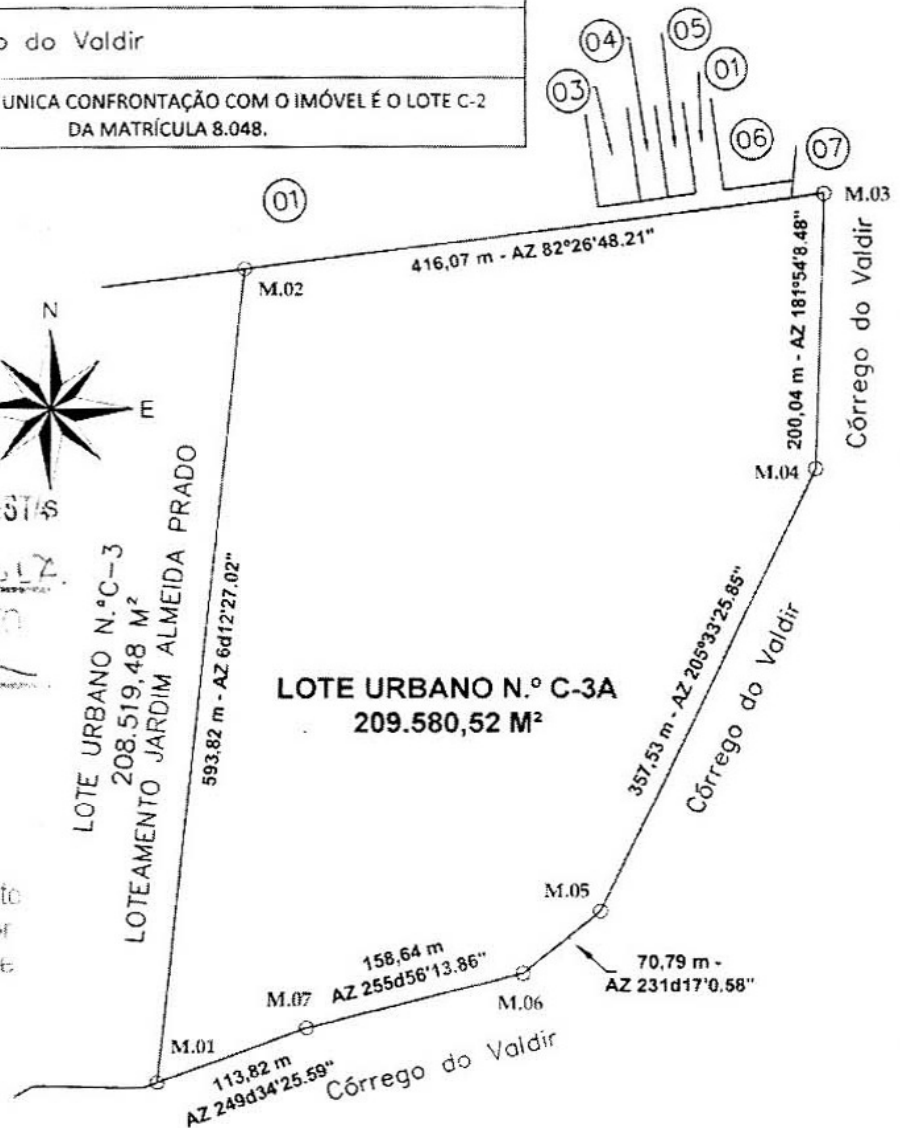 do Valdir
UNICA CONFRONTAÇÃO COM O IMÓVEL É O LOTE C-2
DA MATRÍCULA 8.048.
03
04
05
01
06
07
01
M.03
M.02
416,07 m - AZ 82°26'48.21"
200,04 m - AZ 181°54'8.48"
Córrego do Valdir
N
E
S
M.04
LOTE URBANO N.º C-3
208.519,48 M²
LOTEAMENTO JARDIM ALMEIDA PRADO
593,82 m - AZ 6d12'27.02"
LOTE URBANO N.º C-3A
209.580,52 M²
357,53 m - AZ 205°33'25.85"
Córrego do Valdir
M.05
158,64 m
AZ 255d56'13.86"
70,79 m -
AZ 231d17'0.58"
M.07
M.06
M.01
113,82 m
AZ 249d34'25.59"
Córrego do Valdir